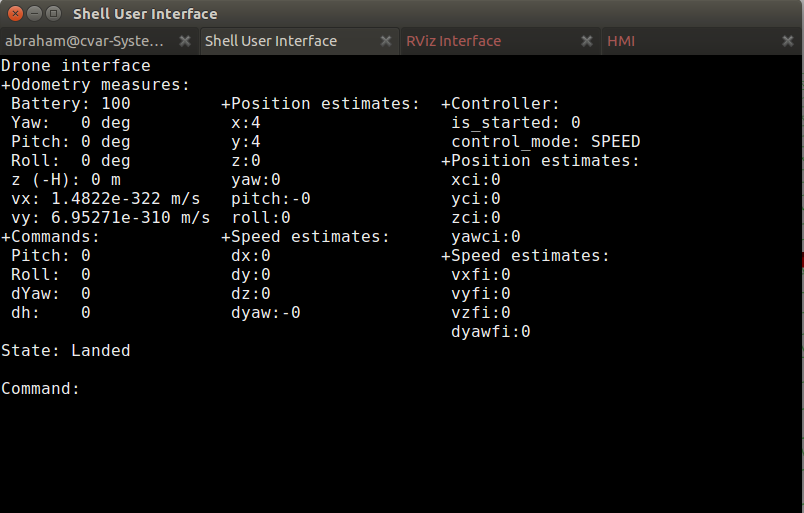 Shell User Interface
abraham@cvar-Syste... Shell User Interface RViz Interface HMI
Drone interface
+Odometry measures:
Battery: 100 +Position estimates: +Controller:
Yaw: 0 deg x:4 is_started: 0
Pitch: 0 deg y:4 control_mode: SPEED
Roll: 0 deg z:0 +Position estimates:
z (-H): 0 m yaw:0 xci:0
vx: 1.4822e-322 m/s pitch:-0 yci:0
vy: 6.95271e-310 m/s roll:0 zci:0
+Commands: +Speed estimates: yawci:0
Pitch: 0 dx:0 +Speed estimates:
Roll: 0 dy:0 vxfi:0
dYaw: 0 dz:0 vyfi:0
dh: 0 dyaw:-0 vzfi:0
dyawfi:0
State: Landed
Command: